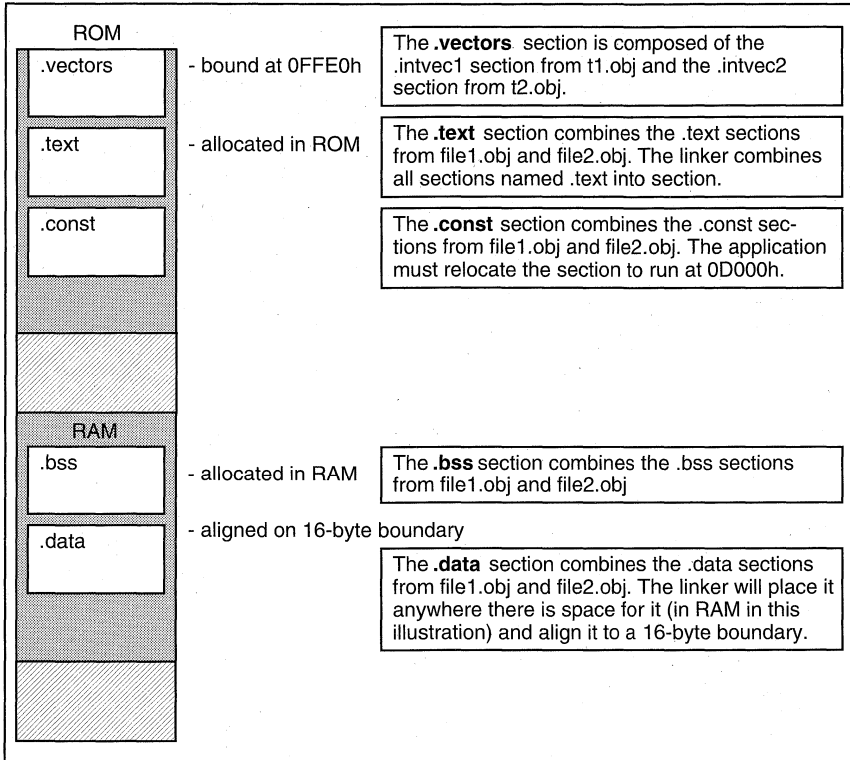 ROM
.vectors
- bound at 0FFE0h
The .vectors section is composed of the
.intvec1 section from t1.obj and the .intvec2
section from t2.obj.
.text
- allocated in ROM
The .text section combines the .text sections
from file1.obj and file2.obj. The linker combines
all sections named .text into section.
.const
The .const section combines the .const sec-
tions from file1.obj and file2.obj. The application
must relocate the section to run at 0D000h.
RAM
.bss
- allocated in RAM
The .bss section combines the .bss sections
from file1.obj and file2.obj
.data
- aligned on 16-byte boundary
The .data section combines the .data sections
from file1.obj and file2.obj. The linker will place it
anywhere there is space for it (in RAM in this
illustration) and align it to a 16-byte boundary.